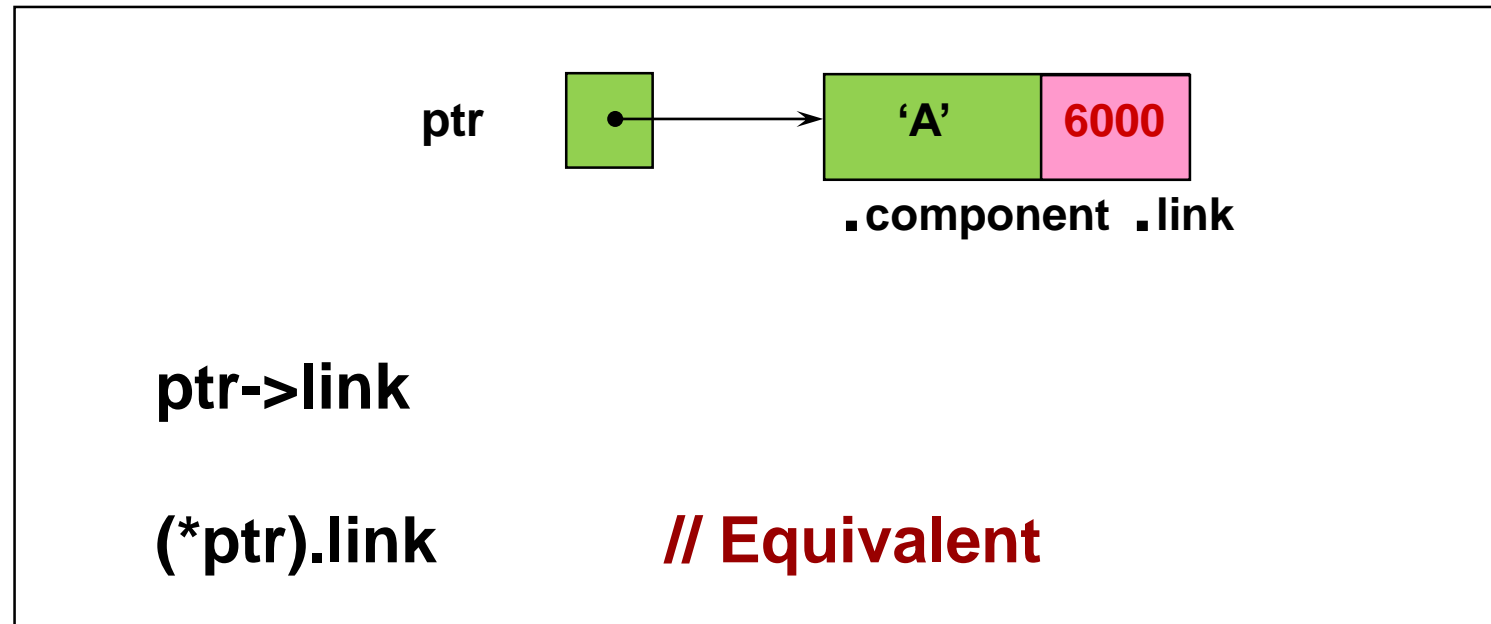 ptr ‘A’ 6000
.component .link
ptr->link
(*ptr).link // Equivalent